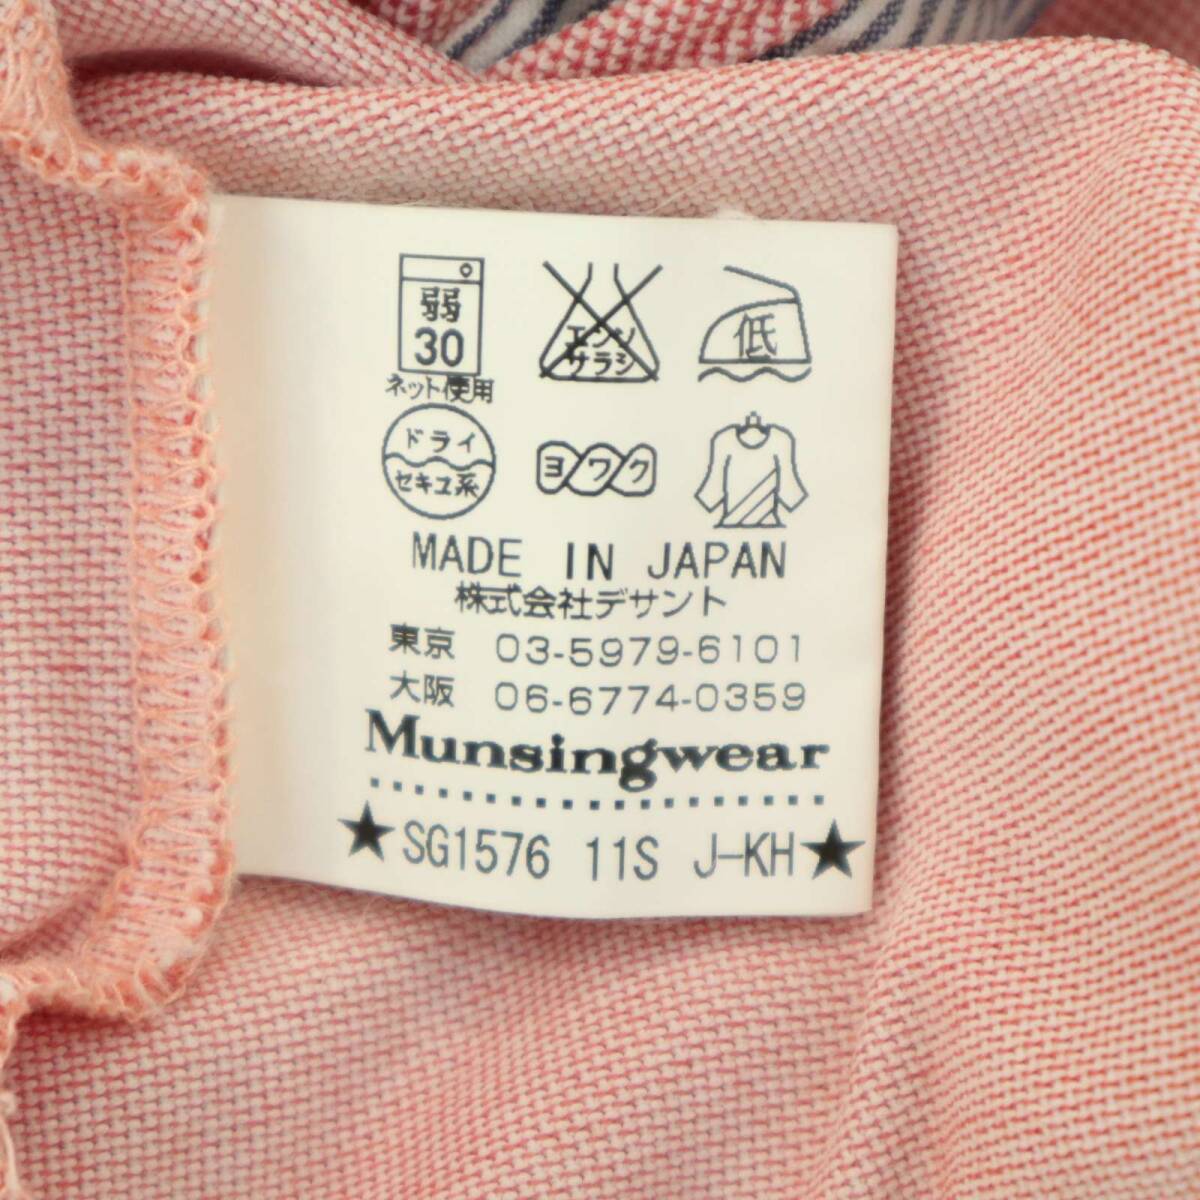 弱
30
ネット使用
エンソ
サラシ
低
ドライ
セキユ系
ヨワク
MADE IN JAPAN
株式会社デサント
東京 03-5979-6101
大阪 06-6774-0359
Munsingwear
★SG1576 11S J-KH★